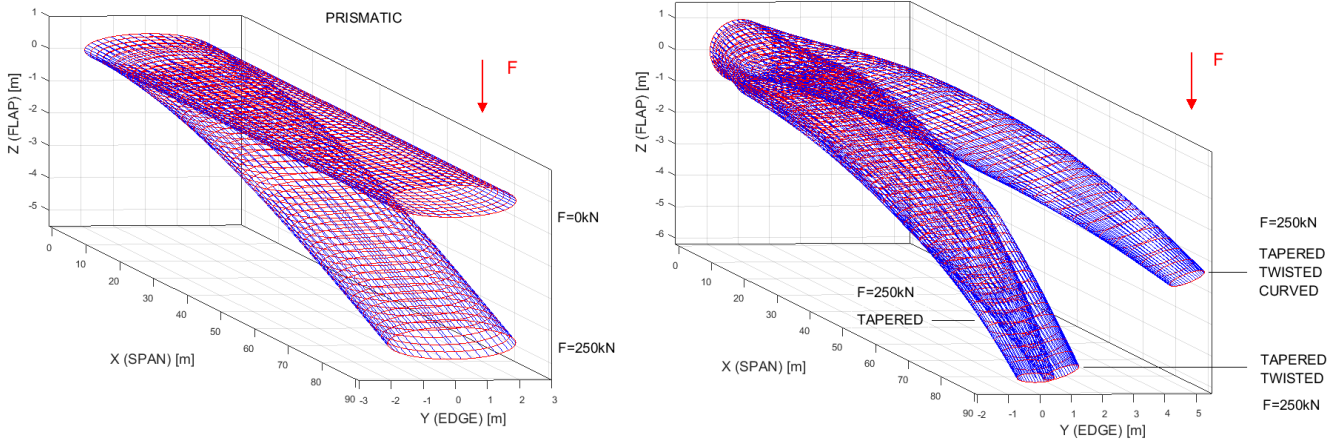 PRISMATIC
F
1
0
-1
-2
-3
-4
-5
Z (FLAP) [m]
0
10
20
30
40
50
60
70
80
90
X (SPAN) [m]
-3
-2
-1
0
1
2
3
Y (EDGE) [m]
F=0kN
F=250kN
F
1
0
-1
-2
-3
-4
-5
-6
Z (FLAP) [m]
0
10
20
30
40
50
60
70
80
90
X (SPAN) [m]
-2
-1
0
1
2
3
4
5
Y (EDGE) [m]
F=250kN
TAPERED
F=250kN
TAPERED
TWISTED
CURVED
TAPERED
TWISTED
F=250kN